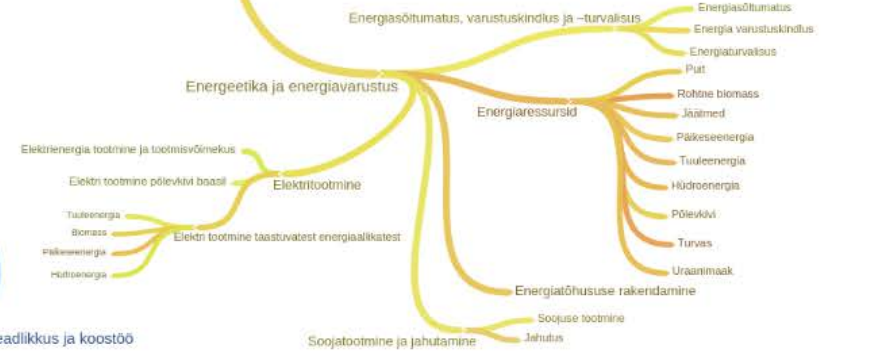 Energiasõltumatus, varustuskindlus ja –turvalisus
Energiasõltumatus
Energia varustuskindlus
Energiaturvalisus
Energeetika ja energiavarustus
Energiaressursid
Puit
Rohtne biomass
Jäätmed
Päikeseenergia
Tuuleenergia
Hüdroenergia
Põlevkivi
Turvas
Uraanimaak
Elektrienergia tootmine ja tootmisvõimekus
Elektri tootmine põlevkivi baasil
Elektritootmine
Tuuleenergia
Biomass
Päikeseenergia
Hüdroenergia
Elektri tootmine taastuvatest energiaallikatest
Energiatõhususe rakendamine
Soojatootmine ja jahutamine
Soojuse tootmine
Jahutus
eadlikkus ja koostöö